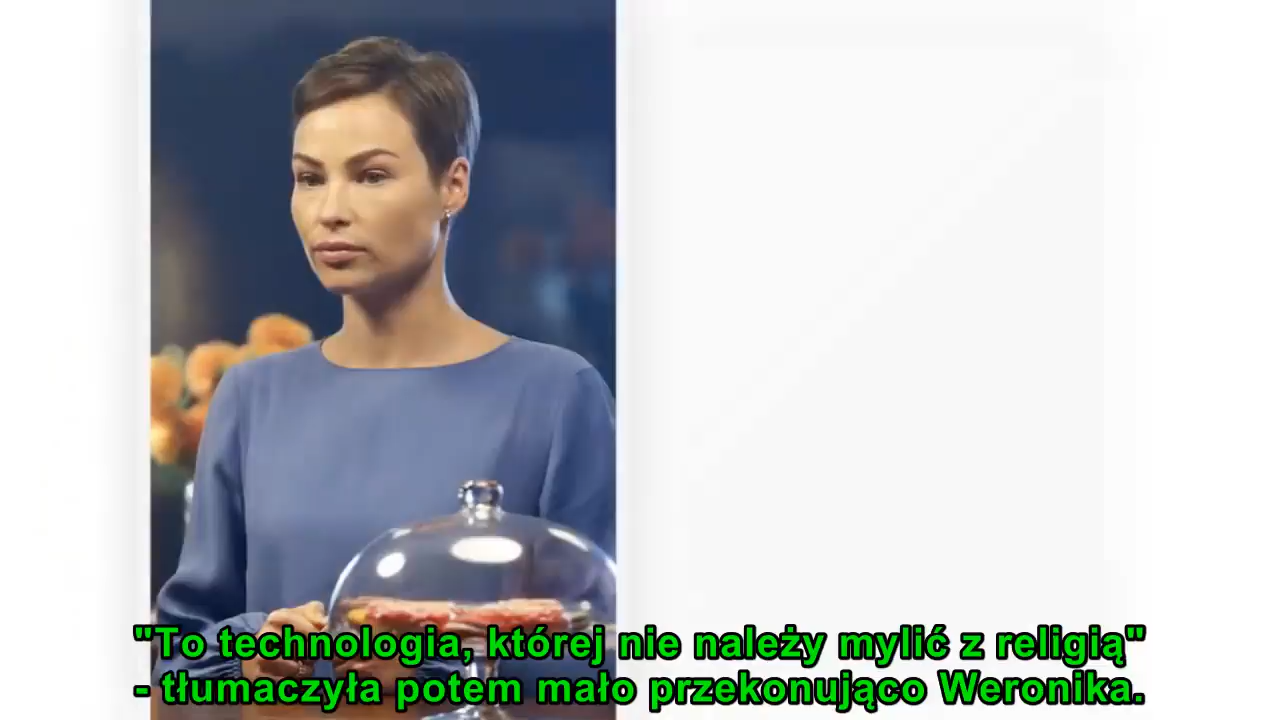 "To technologia, której nie należy mylić z religią"
- tłumaczyła potem mało przekonująco Weronika.